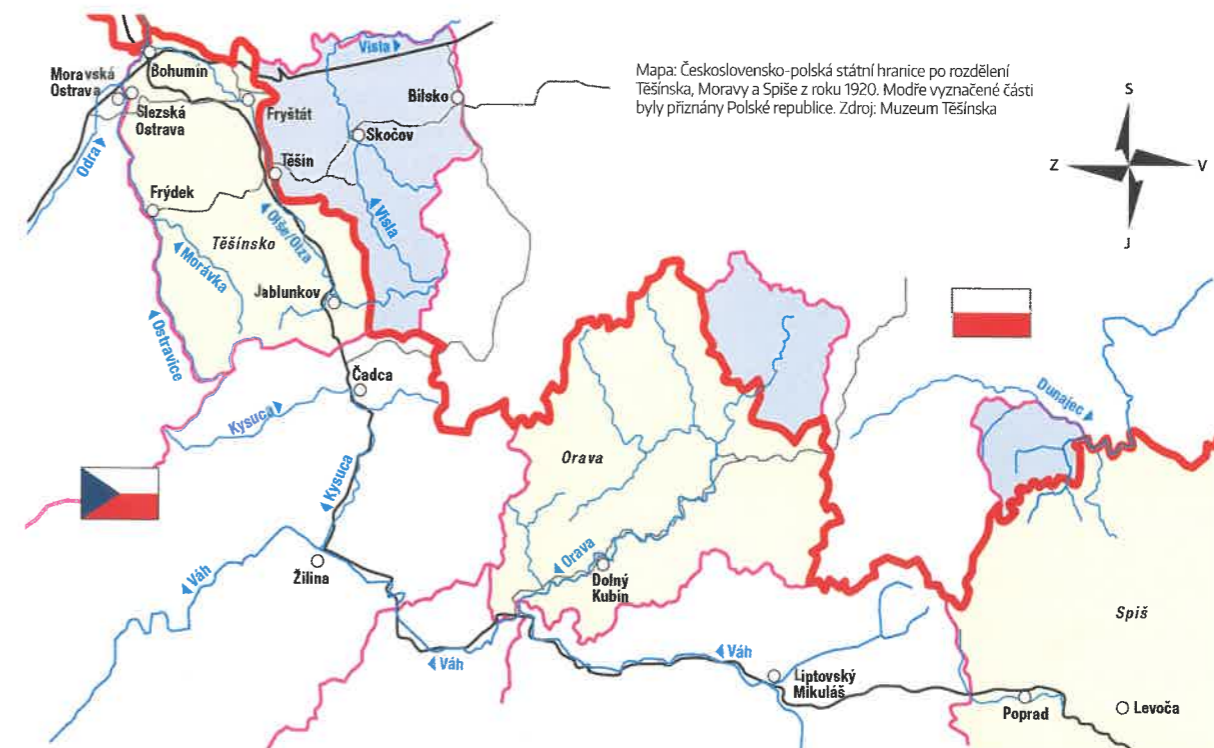 Mapa: Československo-polská státní hranice po rozdělení
Těšínska, Moravy a Spiše z roku 1920. Modře vyznačené části
byly přiznány Polské republice. Zdroj: Muzeum Těšínska
S
Z
V
J
Visla
Bohumín
Moravská
Ostrava
Slezská
Ostrava
Fryštát
Bílsko
Skočov
Odra
Těšín
Frýdek
Olše/Olza
Visla
Těšínsko
Morávka
Jablunkov
Ostravice
Čadca
Kysuca
Kysuca
Dunajec
Orava
Orava
Žilina
Váh
Dolný
Kubín
Spiš
Váh
Váh
Liptovský
Mikuláš
Poprad
Levoča